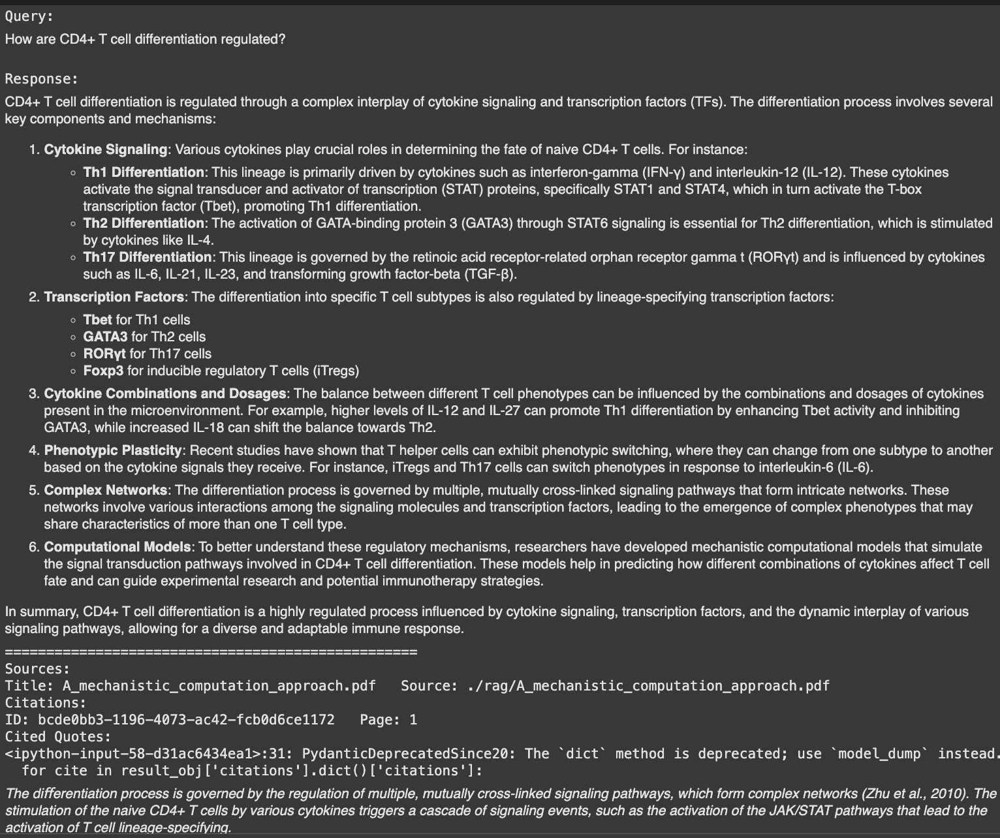 Query:
How are CD4+ T cell differentiation regulated?
Response:
CD4+ T cell differentiation is regulated through a complex interplay of cytokine signaling and transcription factors (TFs). The differentiation process involves several
key components and mechanisms:
1. Cytokine Signaling: Various cytokines play crucial roles in determining the fate of naive CD4+ T cells. For instance:
◦ Th1 Differentiation: This lineage is primarily driven by cytokines such as interferon-gamma (IFN-γ) and interleukin-12 (IL-12). These cytokines
activate the signal transducer and activator of transcription (STAT) proteins, specifically STAT1 and STAT4, which in turn activate the T-box
transcription factor (Tbet), promoting Th1 differentiation.
◦ Th2 Differentiation: The activation of GATA-binding protein 3 (GATA3) through STAT6 signaling is essential for Th2 differentiation, which is stimulated
by cytokines like IL-4.
◦ Th17 Differentiation: This lineage is governed by the retinoic acid receptor-related orphan receptor gamma t (RORγt) and is influenced by cytokines
such as IL-6, IL-21, IL-23, and transforming growth factor-beta (TGF-β).
2. Transcription Factors: The differentiation into specific T cell subtypes is also regulated by lineage-specifying transcription factors:
◦ Tbet for Th1 cells
◦ GATA3 for Th2 cells
◦ RORγt for Th17 cells
◦ Foxp3 for inducible regulatory T cells (iTregs)
3. Cytokine Combinations and Dosages: The balance between different T cell phenotypes can be influenced by the combinations and dosages of cytokines
present in the microenvironment. For example, higher levels of IL-12 and IL-27 can promote Th1 differentiation by enhancing Tbet activity and inhibiting
GATA3, while increased IL-18 can shift the balance towards Th2.
4. Phenotypic Plasticity: Recent studies have shown that T helper cells can exhibit phenotypic switching, where they can change from one subtype to another
based on the cytokine signals they receive. For instance, iTregs and Th17 cells can switch phenotypes in response to interleukin-6 (IL-6).
5. Complex Networks: The differentiation process is governed by multiple, mutually cross-linked signaling pathways that form intricate networks. These
networks involve various interactions among the signaling molecules and transcription factors, leading to the emergence of complex phenotypes that may
share characteristics of more than one T cell type.
6. Computational Models: To better understand these regulatory mechanisms, researchers have developed mechanistic computational models that simulate
the signal transduction pathways involved in CD4+ T cell differentiation. These models help in predicting how different combinations of cytokines affect T cell
fate and can guide experimental research and potential immunotherapy strategies.
In summary, CD4+ T cell differentiation is a highly regulated process influenced by cytokine signaling, transcription factors, and the dynamic interplay of various
signaling pathways, allowing for a diverse and adaptable immune response.
==================================================
Sources:
Title: A_mechanistic_computation_approach.pdf   Source: ./rag/A_mechanistic_computation_approach.pdf
Citations:
ID: bcde0bb3-1196-4073-ac42-fcb0d6ce1172   Page: 1
Cited Quotes:
<ipython-input-58-d31ac6434ea1>:31: PydanticDeprecatedSince20: The `dict` method is deprecated; use `model_dump` instead.
  for cite in result_obj['citations'].dict()['citations']:
The differentiation process is governed by the regulation of multiple, mutually cross-linked signaling pathways, which form complex networks (Zhu et al., 2010). The
stimulation of the naive CD4+ T cells by various cytokines triggers a cascade of signaling events, such as the activation of the JAK/STAT pathways that lead to the
activation of T cell lineage-specifying.